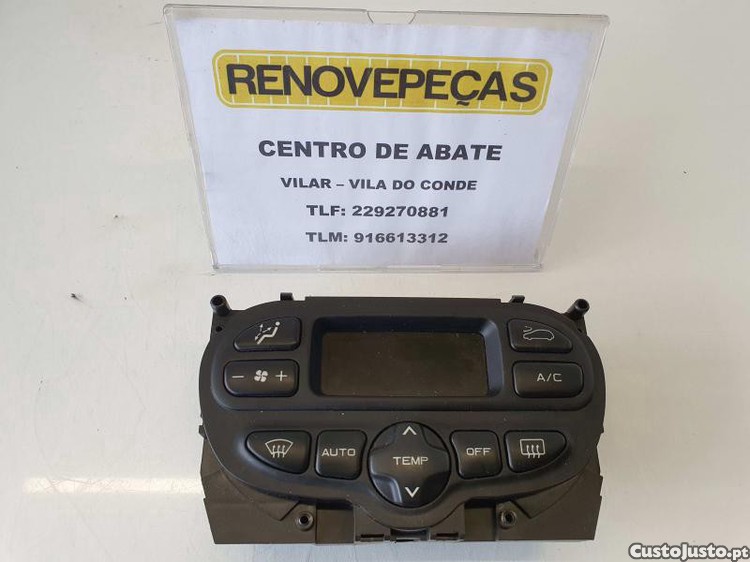 RENOVEPEÇAS
CENTRO DE ABATE
VILAR – VILA DO CONDE
TLF: 229270881
TLM: 916613312
- +
A/C
AUTO
TEMP
OFF
CustoJusto.pt